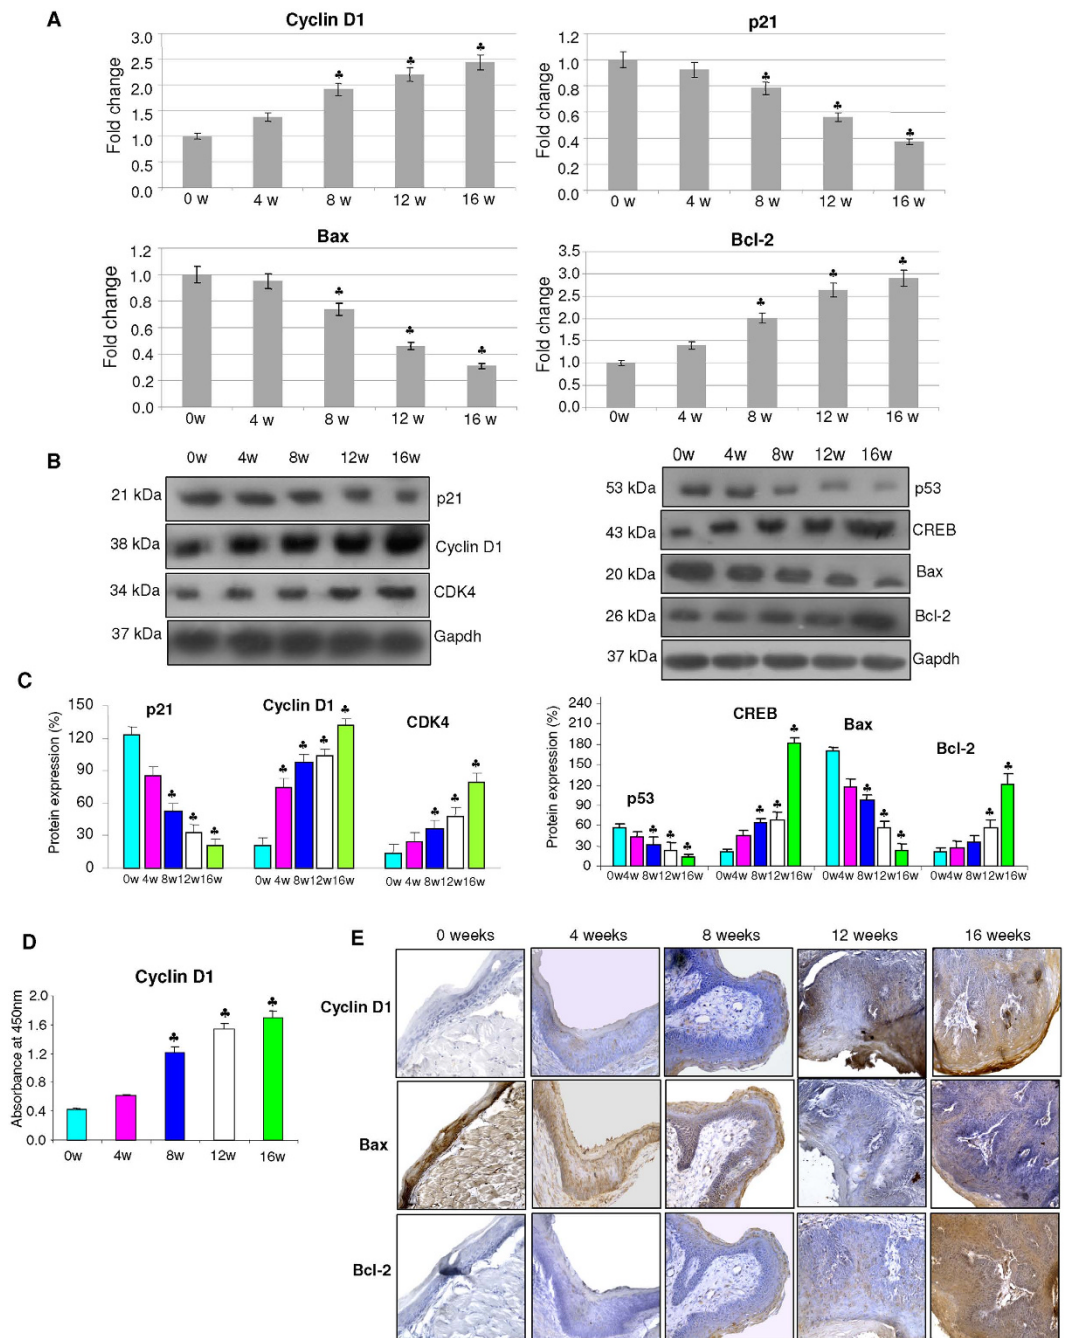 A
Cyclin D1
Fold change
3.0
2.5
2.0
1.5
1.0
0.5
0.0
0 w 4 w 8 w 12 w 16 w
p21
Fold change
1.2
1.0
0.8
0.6
0.4
0.2
0
0 w 4 w 8 w 12 w 16 w
Bax
Fold change
1.2
1.0
0.8
0.6
0.4
0.2
0.0
0w 4 w 8 w 12 w 16 w
Bcl-2
Fold change
3.5
3.0
2.5
2.0
1.5
1.0
0.5
0.0
0w 4 w 8 w 12 w 16 w
B
0w 4w 8w 12w 16w
21 kDa p21
38 kDa Cyclin D1
34 kDa CDK4
37 kDa Gapdh
0w 4w 8w 12w 16w
53 kDa p53
43 kDa CREB
20 kDa Bax
26 kDa Bcl-2
37 kDa Gapdh
C
Protein expression (%)
150
120
90
60
30
0
p21
Cyclin D1
CDK4
0w 4w 8w12w16w 0w 4w 8w12w16w 0w 4w 8w12w16w
Protein expression (%)
240
210
180
150
120
90
60
30
0
p53
CREB
Bax
Bcl-2
0w4w 8w12w16w 0w 4w 8w12w16w 0w 4w 8w12w16w 0w 4w 8w12w16w
D
Cyclin D1
Absorbance at 450nm
2.0
1.6
1.2
0.8
0.4
0.0
0w 4w 8w 12w 16w
E
0 weeks 4 weeks 8 weeks 12 weeks 16 weeks
Cyclin D1
Bax
Bcl-2